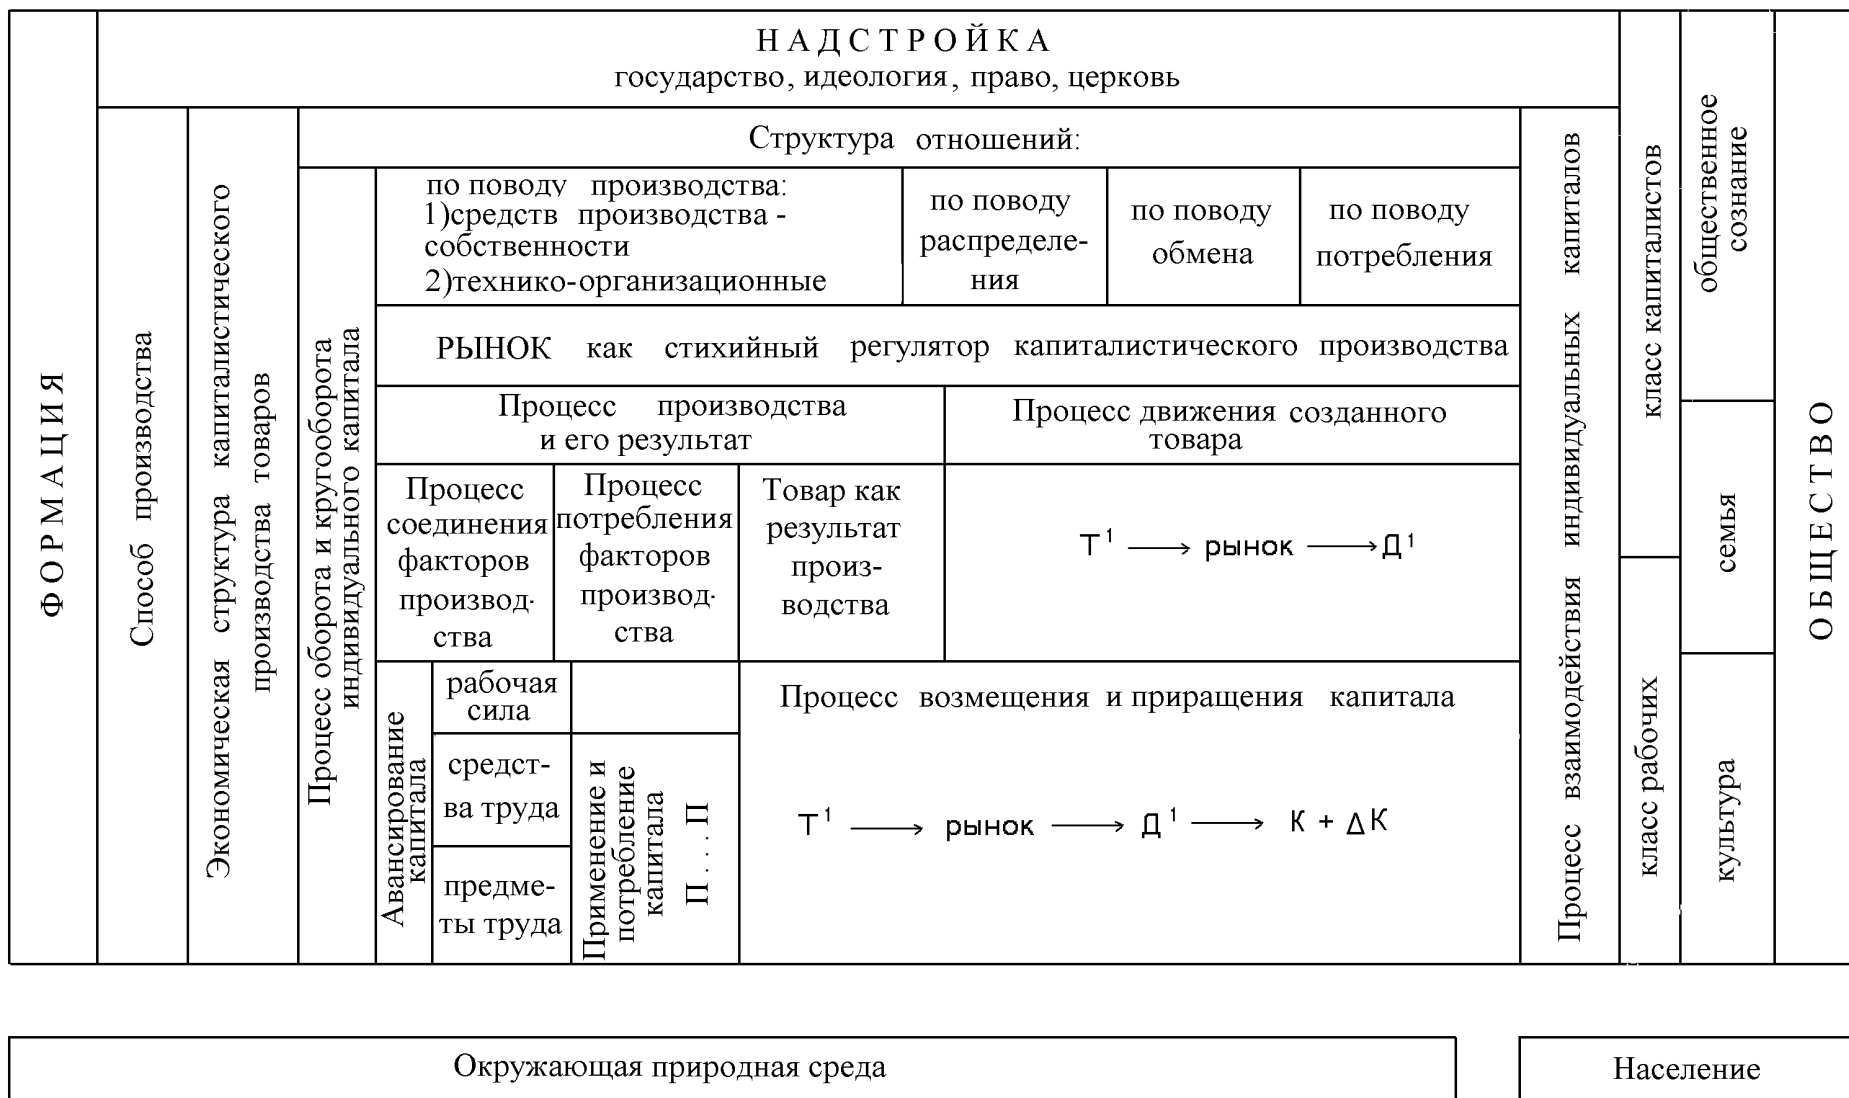 НАДСТРОЙКА
государство, идеология, право, церковь
ФОРМАЦИЯ
Способ производства
Экономическая структура капиталистического
производства товаров
Структура отношений:
Процесс оборота и кругооборота
индивидуального капитала
по поводу производства:
1)средств производства -
собственности
2)технико-организационные
по поводу
распределе-
ния
по поводу
обмена
по поводу
потребления
РЫНОК как стихийный регулятор капиталистического производства
Процесс производства
и его результат
Процесс движения созданного
товара
Процесс
соединения
факторов
производ-
ства
Процесс
потребления
факторов
производ-
ства
Товар как
результат
произ-
водства
Т¹ ⟶ рынок ⟶ Д¹
Авансирование
капитала
рабочая
сила
средст-
ва труда
предме-
ты труда
Применение и
потребление
капитала
П....П
Процесс возмещения и приращения капитала
Т¹ ⟶ рынок ⟶ Д¹ ⟶ К + ΔК
Процесс взаимодействия индивидуальных капиталов
класс капиталистов
класс рабочих
общественное
сознание
семья
культура
ОБЩЕСТВО
Окружающая природная среда
Население